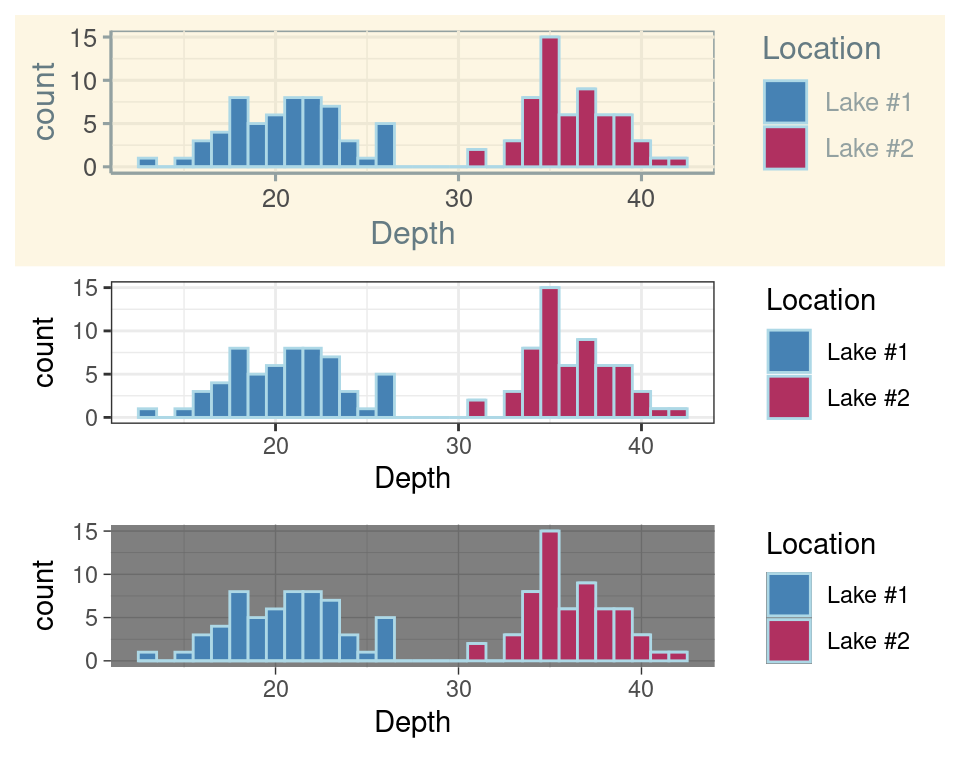 15
10
5
0
count
20 30 40
Depth
Location
Lake #1
Lake #2
15
10
5
0
count
20 30 40
Depth
Location
Lake #1
Lake #2
15
10
5
0
count
20 30 40
Depth
Location
Lake #1
Lake #2